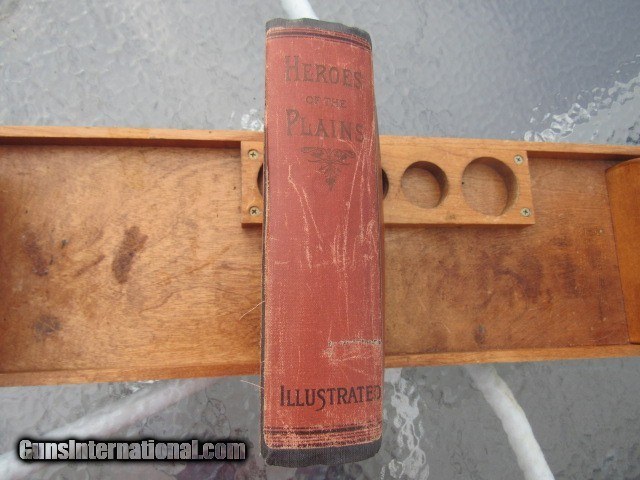 HEROES
OF THE
PLAINS
ILLUSTRATED
GunsInternational.com